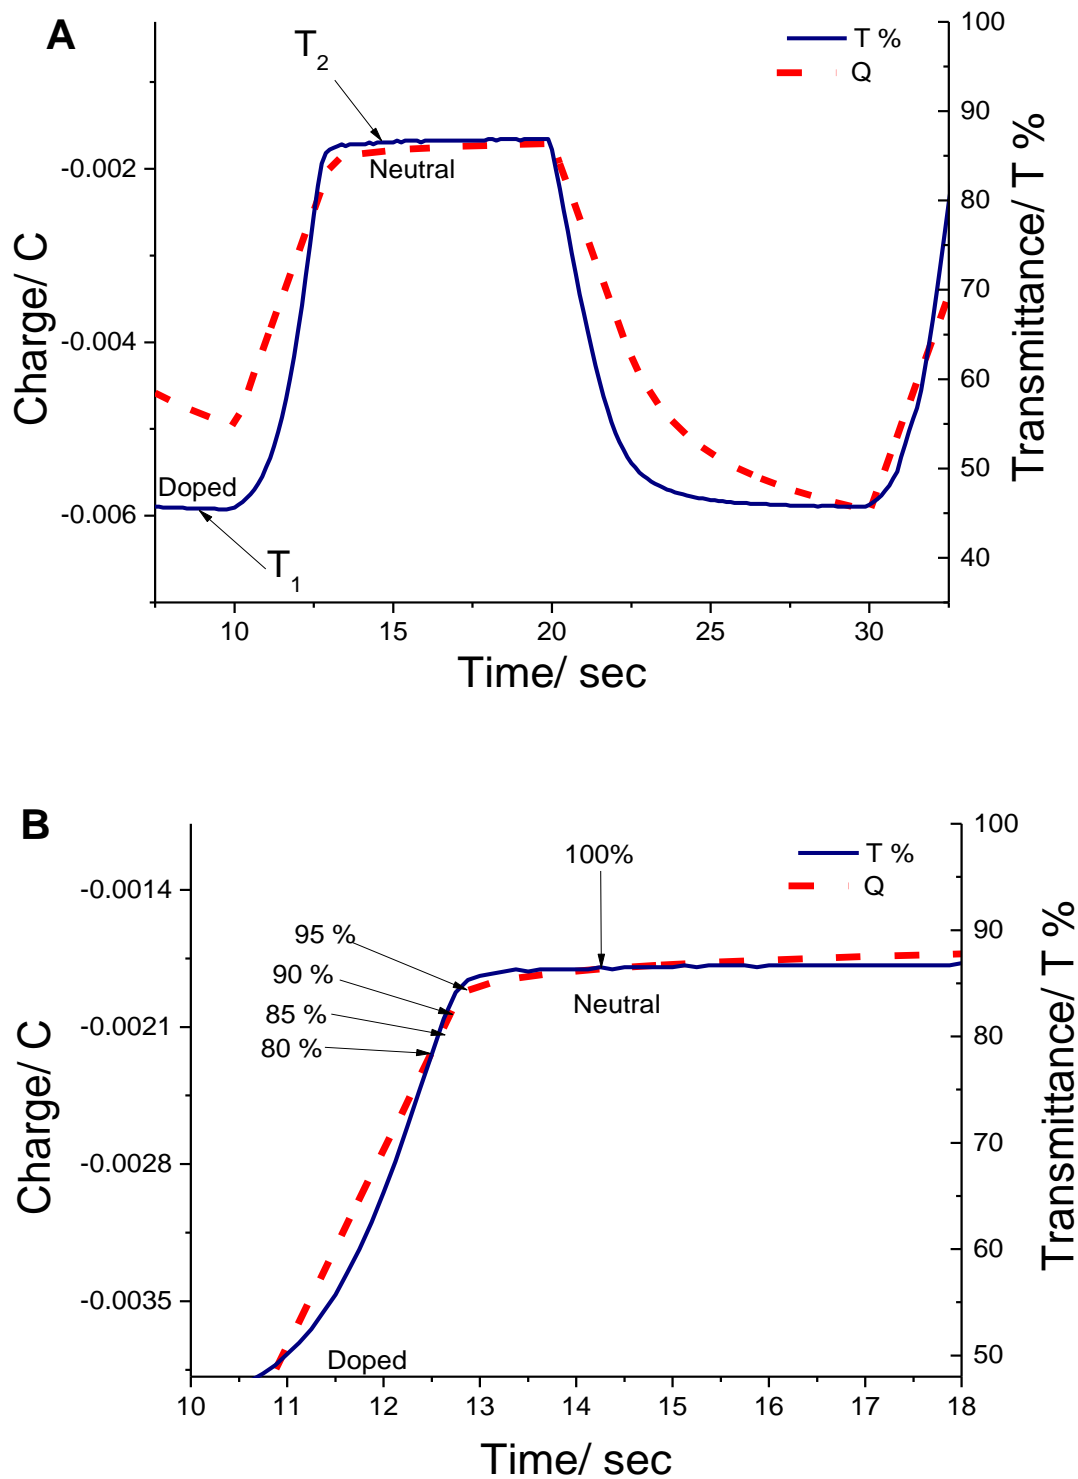 A
T2
T %
Q
Neutral
Doped
T1
Charge/ C
-0.002
-0.004
-0.006
100
90
80
70
60
50
40
Transmittance/ T %
10 15 20 25 30
Time/ sec
B
100%
T %
Q
95 %
90 %
85 %
80 %
Neutral
Doped
Charge/ C
-0.0014
-0.0021
-0.0028
-0.0035
100
90
80
70
60
50
Transmittance/ T %
10 11 12 13 14 15 16 17 18
Time/ sec